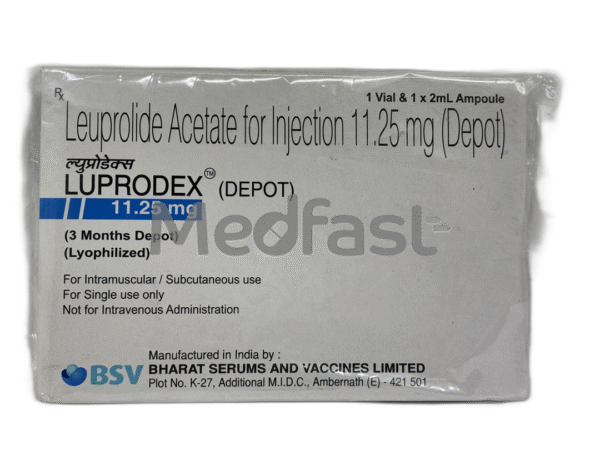 Rx
1 Vial & 1 x 2mL Ampoule
Leuprolide Acetate for Injection 11.25 mg (Depot)
ल्युप्रोडेक्स
LUPRODEX™ (DEPOT)
11.25 mg
(3 Months Depot)
(Lyophilized)
Medfast
For Intramuscular / Subcutaneous use
For Single use only
Not for Intravenous Administration
Manufactured in India by :
BSV BHARAT SERUMS AND VACCINES LIMITED
Plot No. K-27, Additional M.I.D.C., Ambernath (E) - 421 501